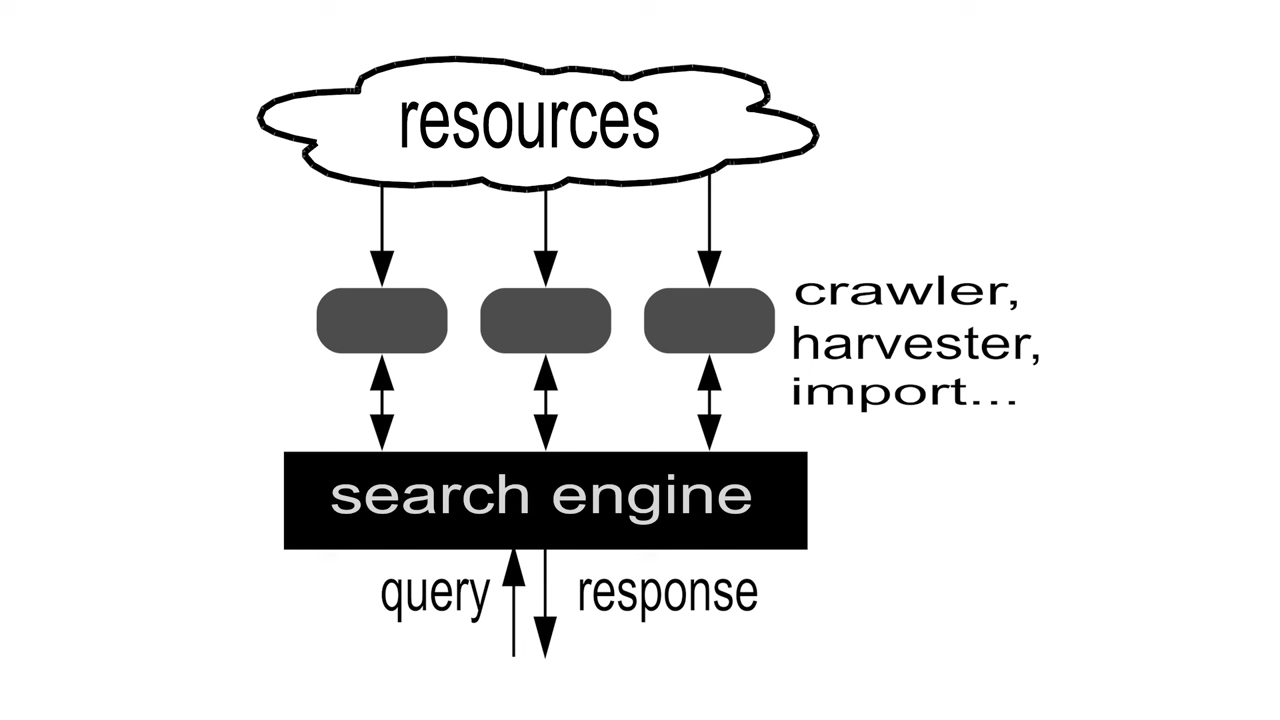 resources
crawler,
harvester,
import...
search engine
query
response